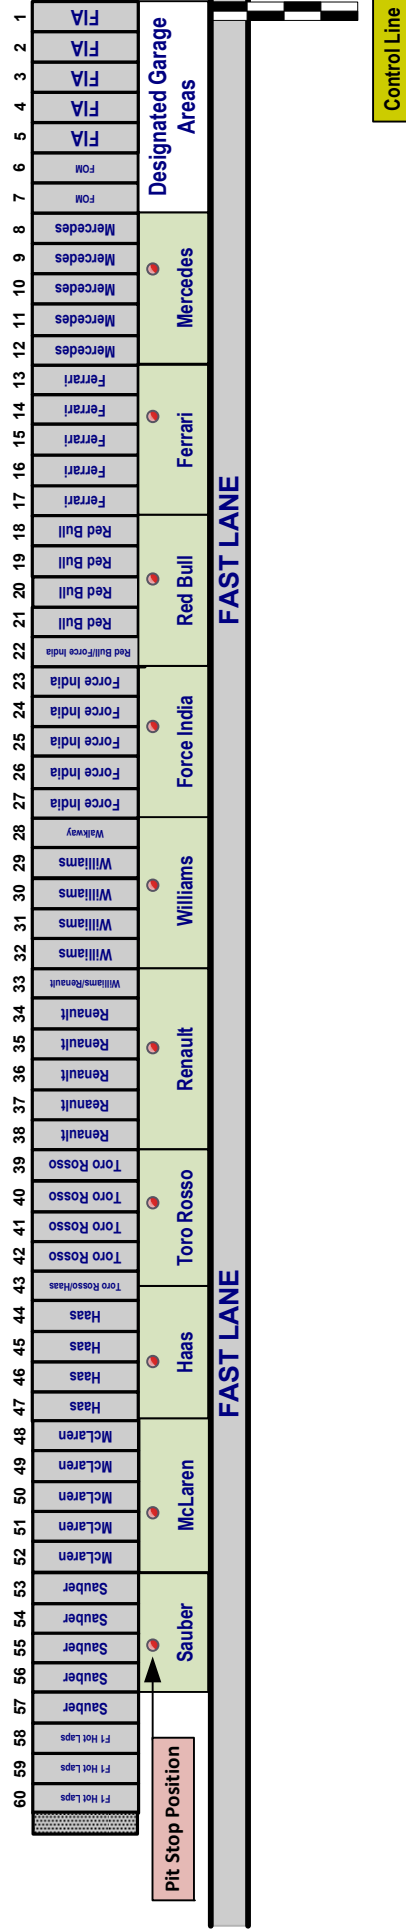 1 FIA
2 FIA
3 FIA
4 FIA
5 FIA
6 FOM
7 FOM
8 Mercedes
9 Mercedes
10 Mercedes
11 Mercedes
12 Mercedes
13 Ferrari
14 Ferrari
15 Ferrari
16 Ferrari
17 Ferrari
18 Red Bull
19 Red Bull
20 Red Bull
21 Red Bull
22 Red Bull/Force India
23 Force India
24 Force India
25 Force India
26 Force India
27 Force India
28 Walkway
29 Williams
30 Williams
31 Williams
32 Williams
33 Williams/Renault
34 Renault
35 Renault
36 Renault
37 Reanult
38 Renault
39 Toro Rosso
40 Toro Rosso
41 Toro Rosso
42 Toro Rosso
43 Toro Rosso/Haas
44 Haas
45 Haas
46 Haas
47 Haas
48 McLaren
49 McLaren
50 McLaren
51 McLaren
52 McLaren
53 Sauber
54 Sauber
55 Sauber
56 Sauber
57 Sauber
58 F1 Hot Laps
59 F1 Hot Laps
60 F1 Hot Laps
Designated Garage
Areas
Mercedes
Ferrari
Red Bull
Force India
Williams
Renault
Toro Rosso
Haas
McLaren
Sauber
Pit Stop Position
FAST LANE
FAST LANE
Control Line